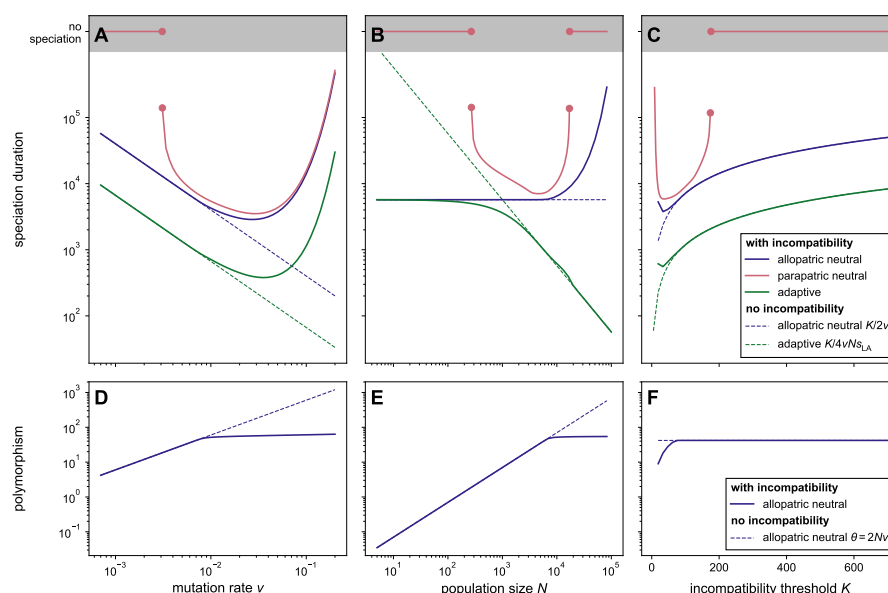 no
speciation
A
B
C
speciation duration
10^5
10^4
10^3
10^2
with incompatibility
allopatric neutral
parapatric neutral
adaptive
no incompatibility
allopatric neutral K/2v
adaptive K/4vNs_LA
D
E
F
polymorphism
10^3
10^2
10^1
10^0
10^−1
with incompatibility
allopatric neutral
no incompatibility
allopatric neutral θ=2Nv
10^−3 10^−2 10^−1
10^1 10^2 10^3 10^4 10^5
0 200 400 600
mutation rate v
population size N
incompatibility threshold K